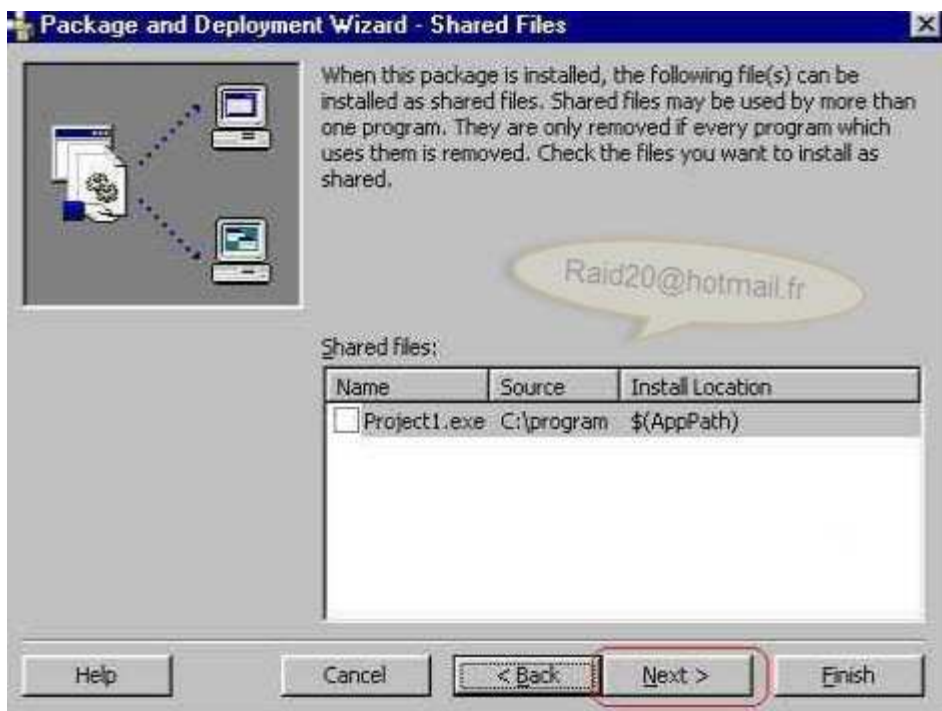 Package and Deployment Wizard - Shared Files
When this package is installed, the following file(s) can be
installed as shared files. Shared files may be used by more than
one program. They are only removed if every program which
uses them is removed. Check the files you want to install as
shared.
Raid20@hotmail.fr
Shared files:
Name Source Install Location
Project1.exe C:\program $(AppPath)
Help Cancel < Back Next > Finish